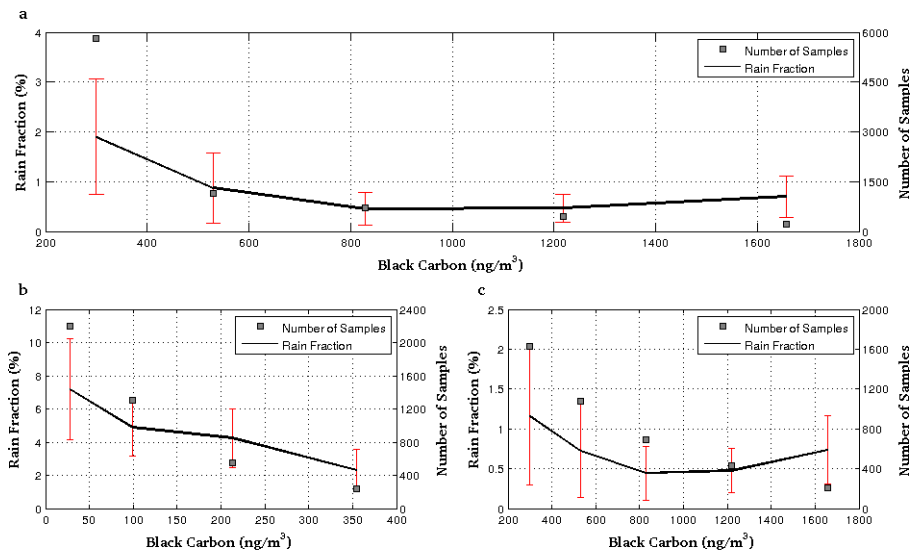 a
4
3
2
1
0
6000
4500
3000
1500
0
Rain Fraction (%)
Number of Samples
Number of Samples
Rain Fraction
200 400 600 800 1000 1200 1400 1600 1800
Black Carbon (ng/m³)
b
12
10
8
6
4
2
0
2400
2000
1600
1200
800
400
0
Rain Fraction (%)
Number of Samples
Number of Samples
Rain Fraction
0 50 100 150 200 250 300 350 400
Black Carbon (ng/m³)
c
2.5
2
1.5
1
0.5
0
2000
1600
1200
800
400
0
Rain Fraction (%)
Number of Samples
Number of Samples
Rain Fraction
200 400 600 800 1000 1200 1400 1600 1800
Black Carbon (ng/m³)